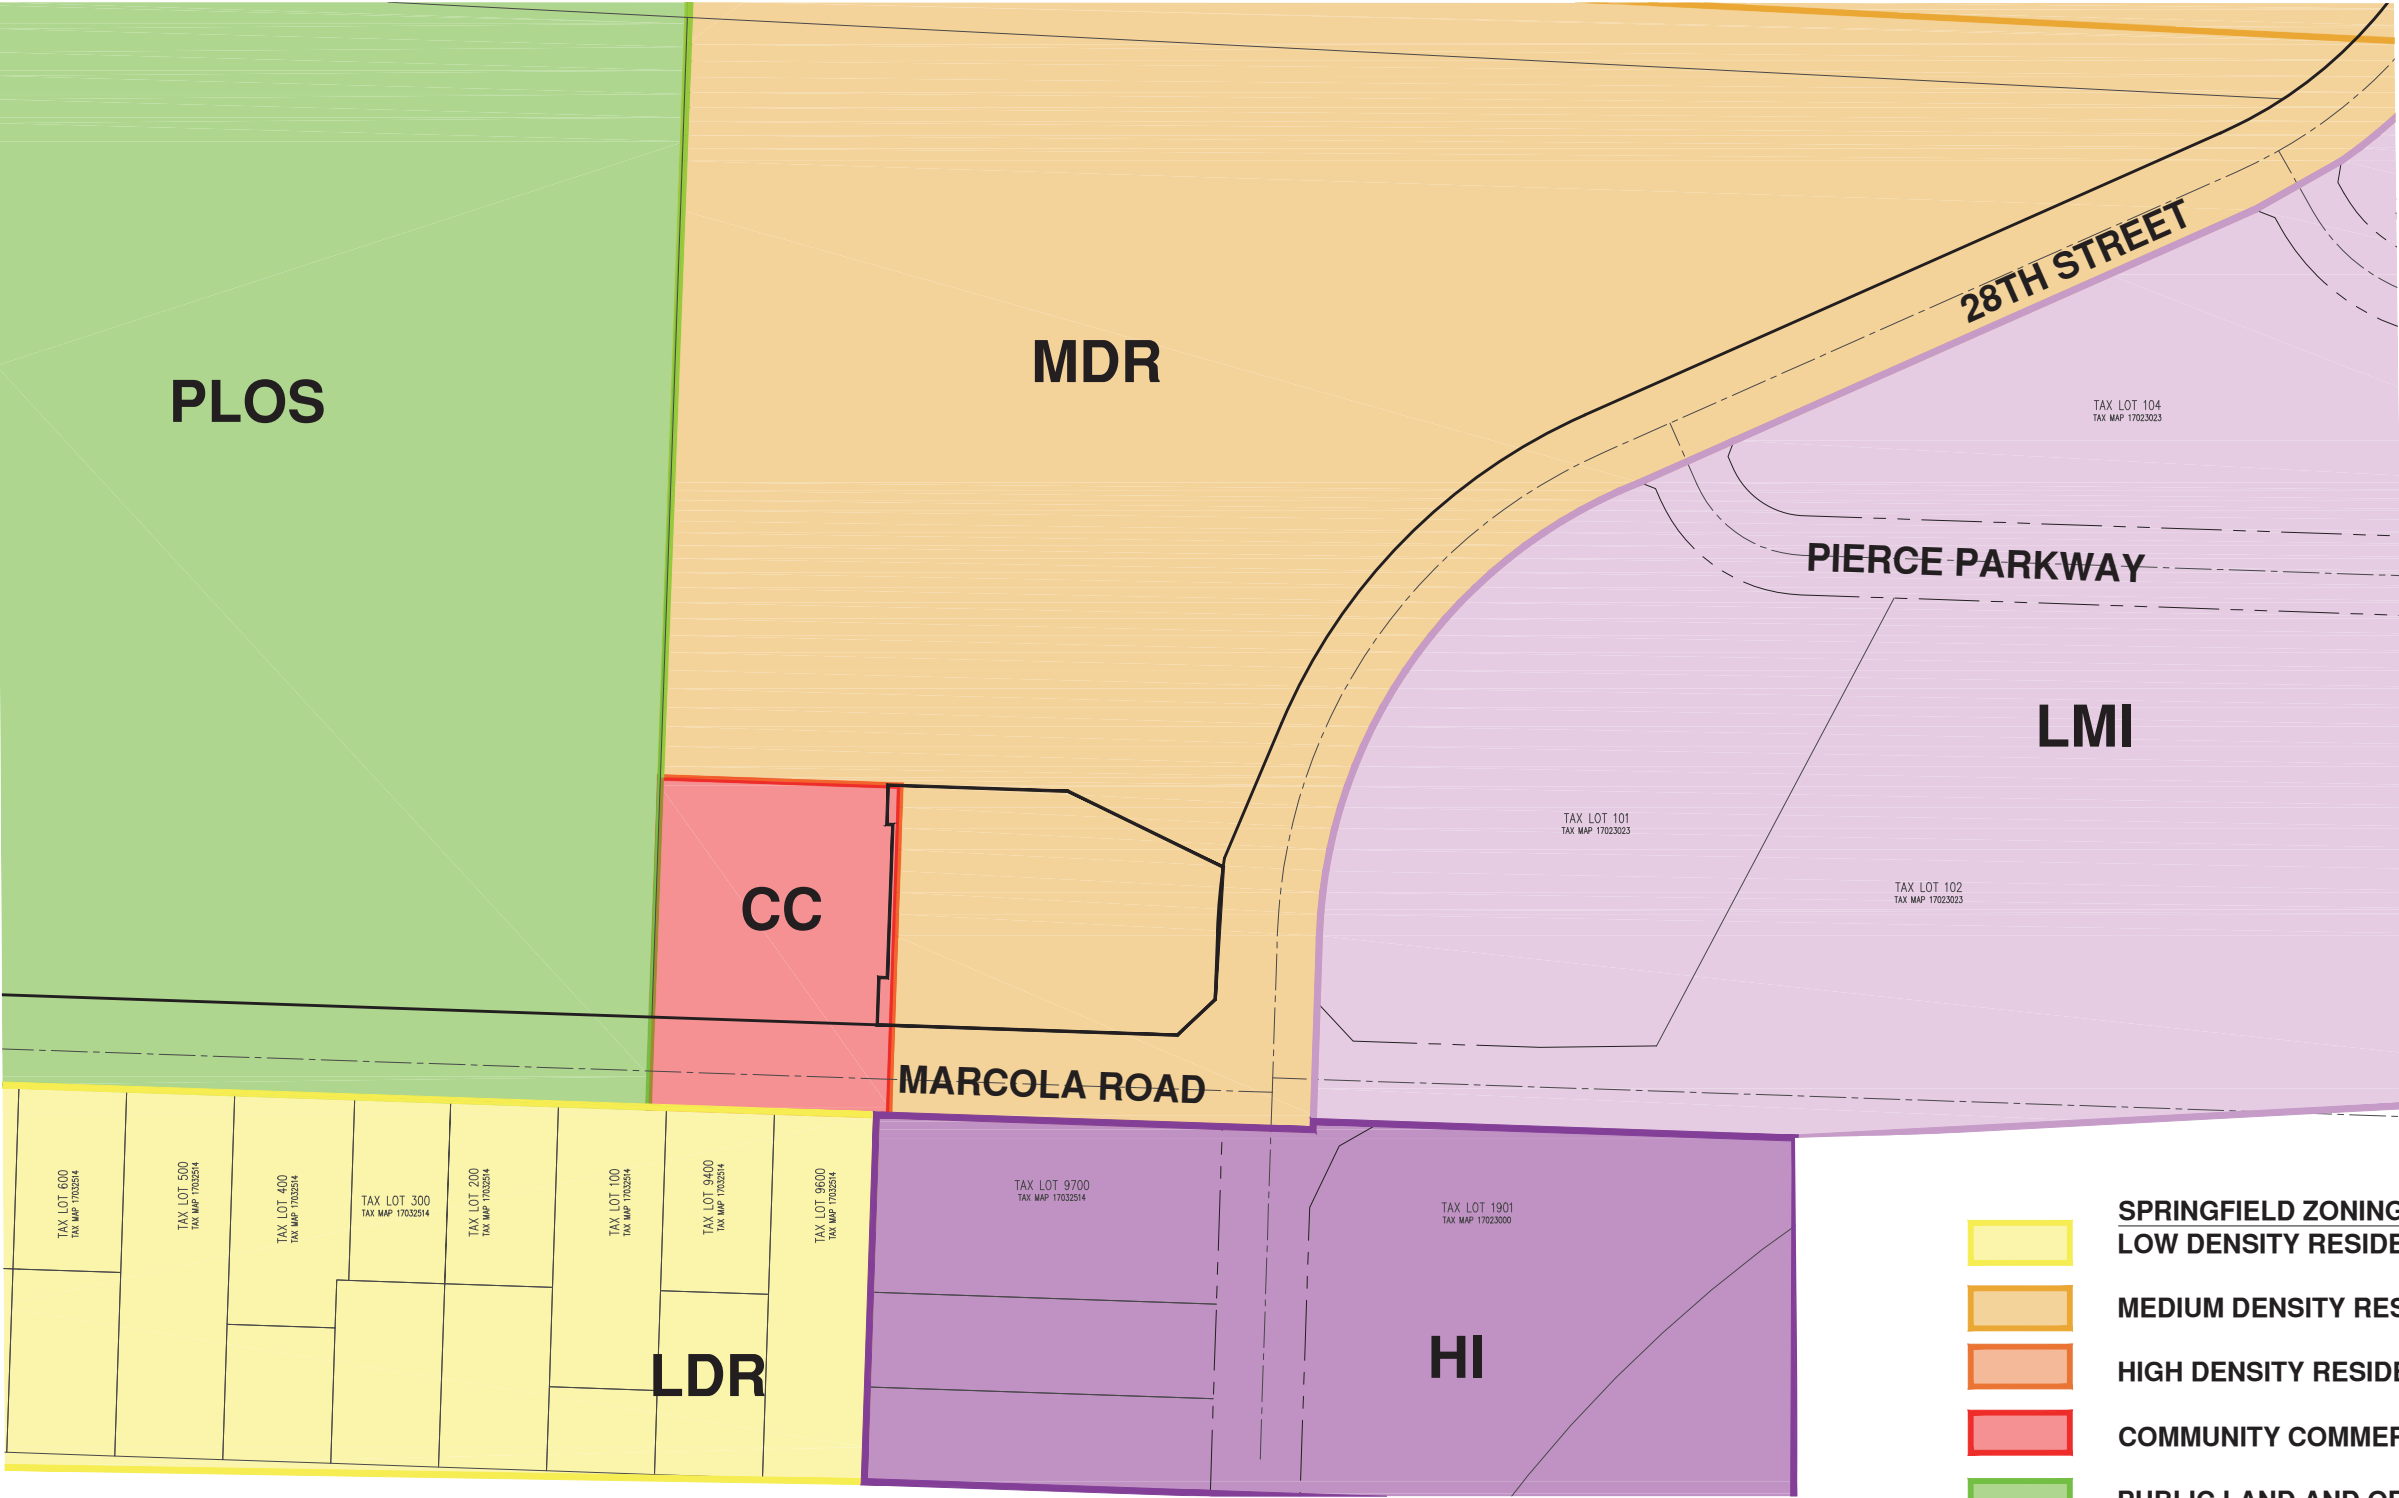 PLOS
MDR
28TH STREET
TAX LOT 104
TAX MAP 17023023
PIERCE PARKWAY
LMI
TAX LOT 101
TAX MAP 17023023
TAX LOT 102
TAX MAP 17023023
CC
MARCOLA ROAD
TAX LOT 600
TAX MAP 17032514
TAX LOT 500
TAX MAP 17032514
TAX LOT 400
TAX MAP 17032514
TAX LOT 300
TAX MAP 17032514
TAX LOT 200
TAX MAP 17032514
TAX LOT 100
TAX MAP 17032514
TAX LOT 9400
TAX MAP 17032514
TAX LOT 9600
TAX MAP 17032514
TAX LOT 9700
TAX MAP 17032514
TAX LOT 1901
TAX MAP 17023000
LDR
HI
SPRINGFIELD ZONING
LOW DENSITY RESIDE
MEDIUM DENSITY RES
HIGH DENSITY RESIDE
COMMUNITY COMMER
PUBLIC LAND AND OP